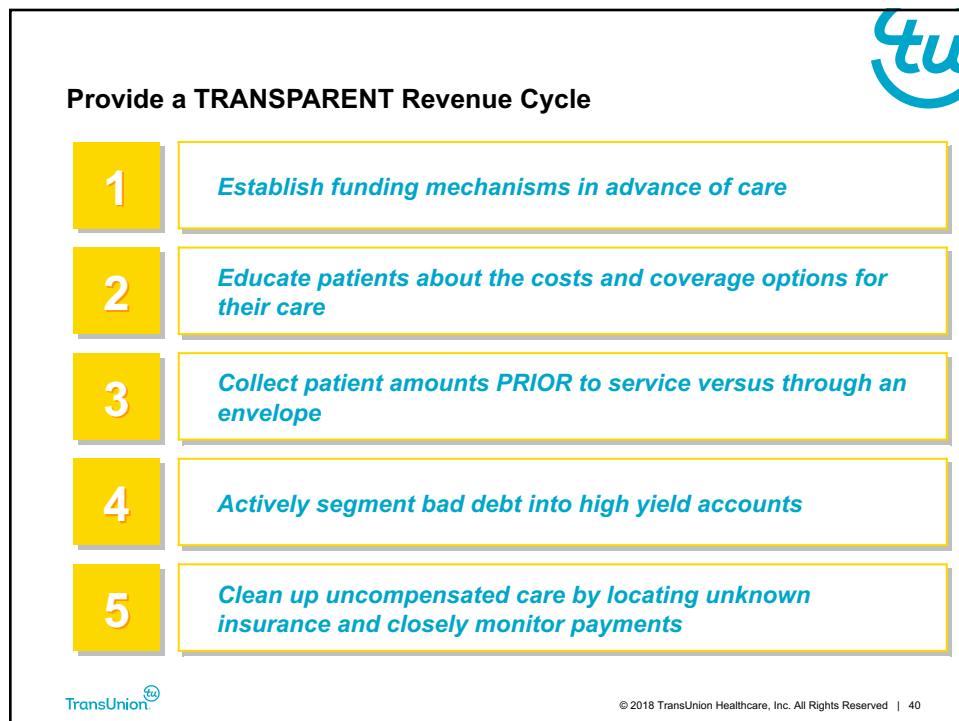 tu
Provide a TRANSPARENT Revenue Cycle
1
Establish funding mechanisms in advance of care
2
Educate patients about the costs and coverage options for
their care
3
Collect patient amounts PRIOR to service versus through an
envelope
4
Actively segment bad debt into high yield accounts
5
Clean up uncompensated care by locating unknown
insurance and closely monitor payments
TransUnion. tu
© 2018 TransUnion Healthcare, Inc. All Rights Reserved | 40